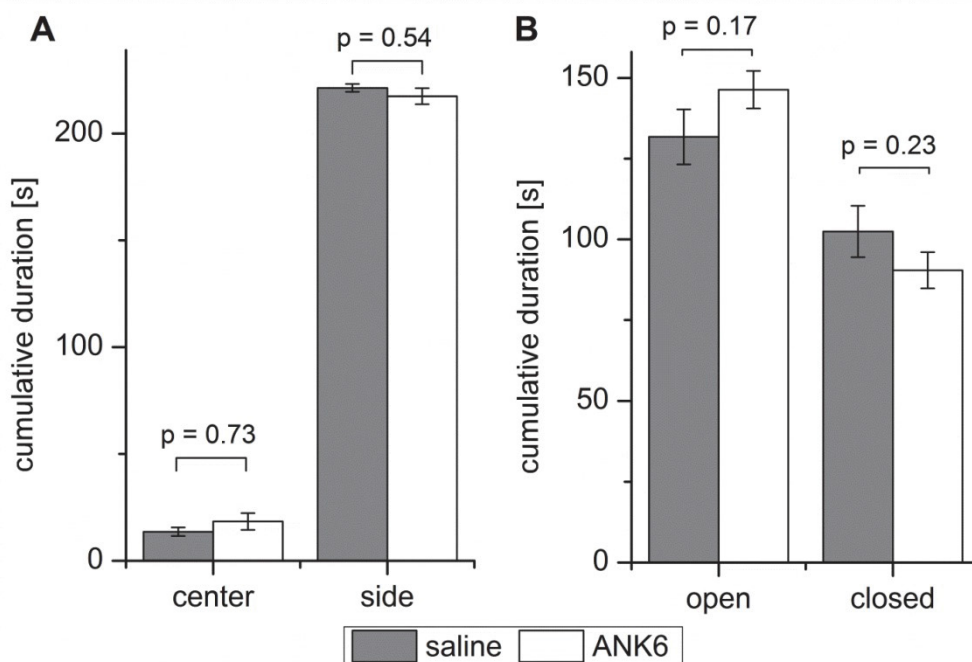 A
p = 0.54
p = 0.73
cumulative duration [s]
200
100
0
center
side
B
p = 0.17
p = 0.23
cumulative duration [s]
150
100
50
0
open
closed
saline
ANK6